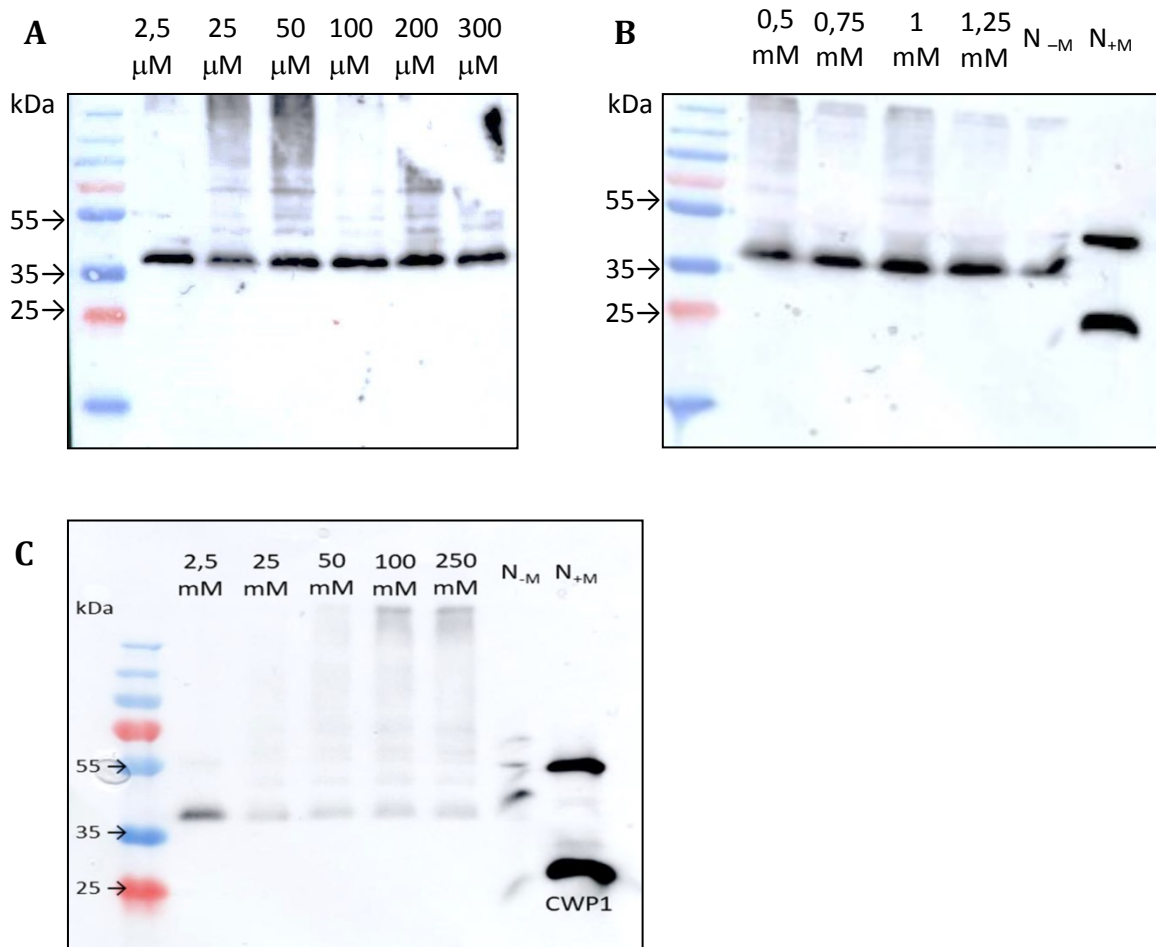 A
2,5 25 50 100 200 300
μM μM μM μM μM μM
kDa
55→
35→
25→
B
0,5 0,75 1 1,25 N –M N+M
mM mM mM mM
kDa
55→
35→
25→
C
2,5 25 50 100 250 N-M N+M
mM mM mM mM mM
kDa
55 →
35 →
25 →
CWP1